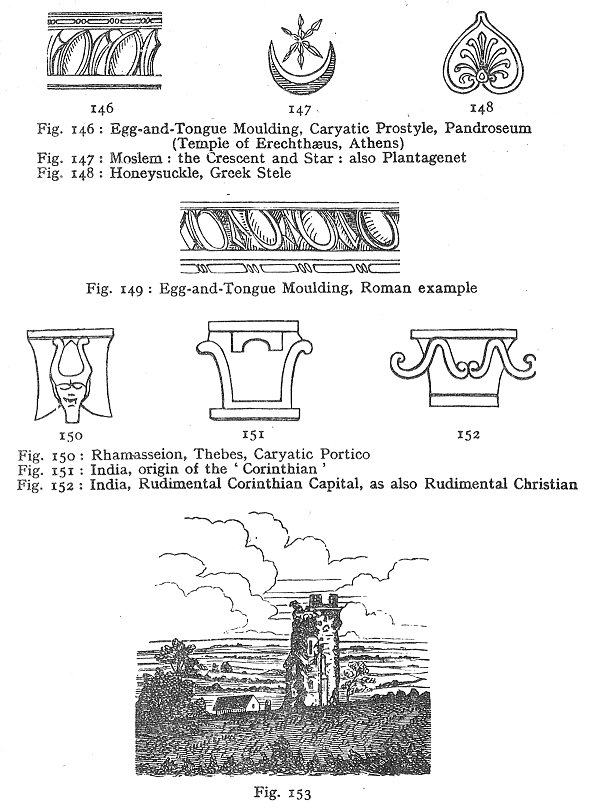 146 147 148
Fig. 146 : Egg-and-Tongue Moulding, Caryatic Prostyle, Pandroseum
(Temple of Erechthæus, Athens)
Fig. 147 : Moslem : the Crescent and Star : also Plantagenet
Fig. 148 : Honeysuckle, Greek Stele
Fig. 149 : Egg-and-Tongue Moulding, Roman example
150 151 152
Fig. 150 : Rhamasseion, Thebes, Caryatic Portico
Fig. 151 : India, origin of the ‘ Corinthian ’
Fig. 152 : India, Rudimental Corinthian Capital, as also Rudimental Christian
Fig. 153